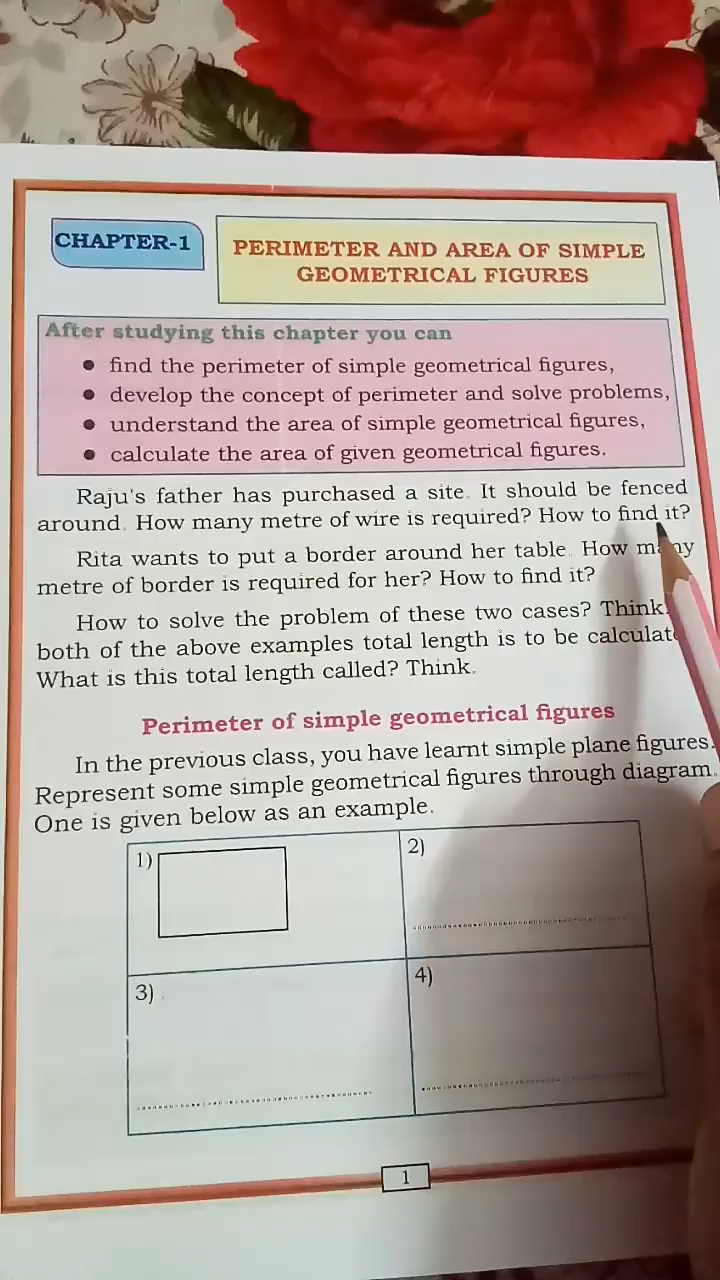 CHAPTER-1
PERIMETER AND AREA OF SIMPLE
GEOMETRICAL FIGURES
After studying this chapter you can
● find the perimeter of simple geometrical figures,
● develop the concept of perimeter and solve problems,
● understand the area of simple geometrical figures,
● calculate the area of given geometrical figures.
Raju's father has purchased a site. It should be fenced
around. How many metre of wire is required? How to find it?
Rita wants to put a border around her table. How many
metre of border is required for her? How to find it?
How to solve the problem of these two cases? Think.
both of the above examples total length is to be
What is this total length called? Think.
Perimeter of simple geometrical figures
In the previous class, you have learnt simple plane figures.
Represent some simple geometrical figures through diagram.
One is given below as an example.
1)
2)
3)
4)
1